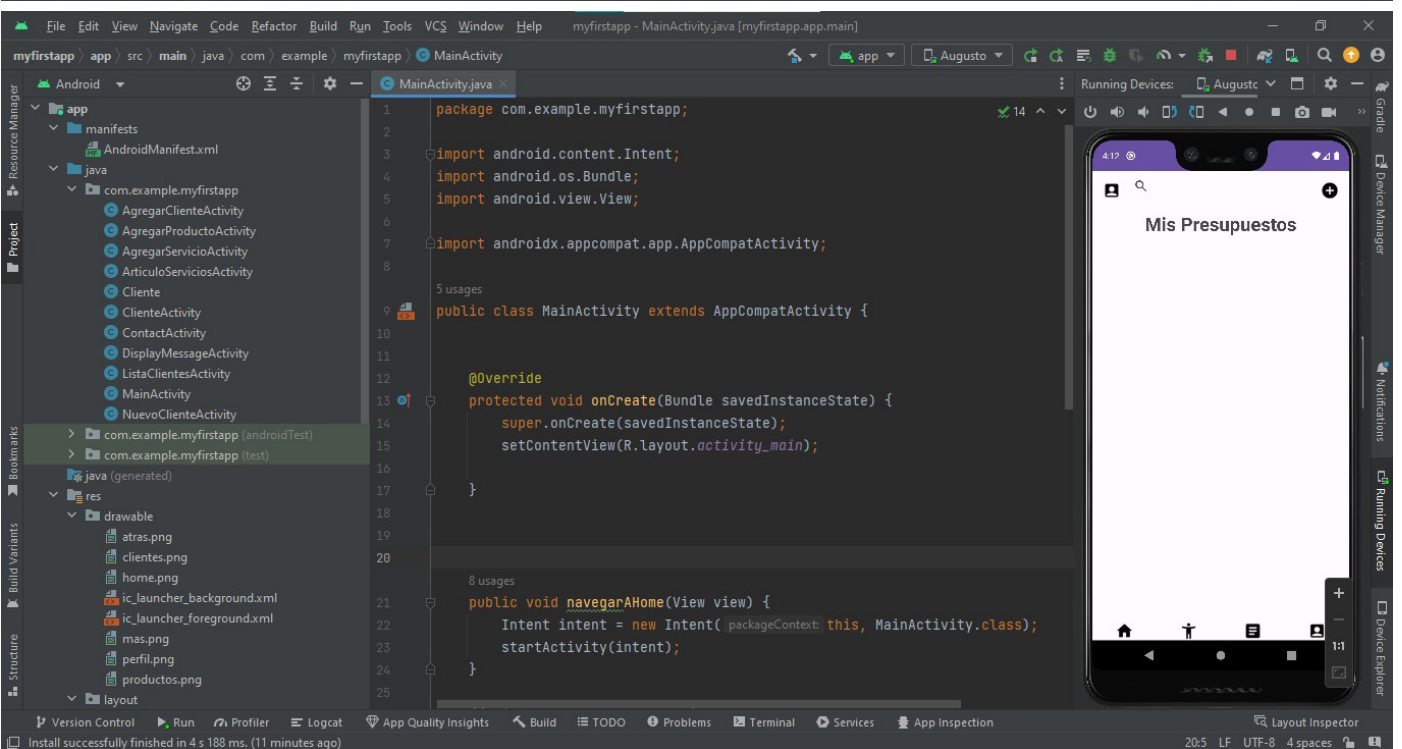 File Edit View Navigate Code Refactor Build Run Tools VCS Window Help myfirstapp - MainActivity.java [myfirstapp.app.main]
myfirstapp app src main java com example myfirstapp MainActivity app Augusto
Android MainActivity.java Running Devices: Augustc
Resource Manager
Project
Bookmarks
Build Variants
Structure
app
manifests
AndroidManifest.xml
java
com.example.myfirstapp
AgregarClienteActivity
AgregarProductoActivity
AgregarServicioActivity
ArticuloServiciosActivity
Cliente
ClienteActivity
ContactActivity
DisplayMessageActivity
ListaClientesActivity
MainActivity
NuevoClienteActivity
com.example.myfirstapp (androidTest)
com.example.myfirstapp (test)
java (generated)
res
drawable
atras.png
clientes.png
home.png
ic_launcher_background.xml
ic_launcher_foreground.xml
mas.png
perfil.png
productos.png
layout
14
1 package com.example.myfirstapp;
2
3 import android.content.Intent;
4 import android.os.Bundle;
5 import android.view.View;
6
7 import androidx.appcompat.app.AppCompatActivity;
8
5 usages
9 public class MainActivity extends AppCompatActivity {
10
11
12 @Override
13 protected void onCreate(Bundle savedInstanceState) {
14 super.onCreate(savedInstanceState);
15 setContentView(R.layout.activity_main);
16
17 }
18
19
20
8 usages
21 public void navegarAHome(View view) {
22 Intent intent = new Intent( packageContext: this, MainActivity.class);
23 startActivity(intent);
24 }
25
4:12
Mis Presupuestos
1:1
Gradle
Device Manager
Notifications
Running Devices
Device Explorer
Version Control Run Profiler Logcat App Quality Insights Build TODO Problems Terminal Services App Inspection Layout Inspector
Install successfully finished in 4 s 188 ms. (11 minutes ago) 20:5 LF UTF-8 4 spaces